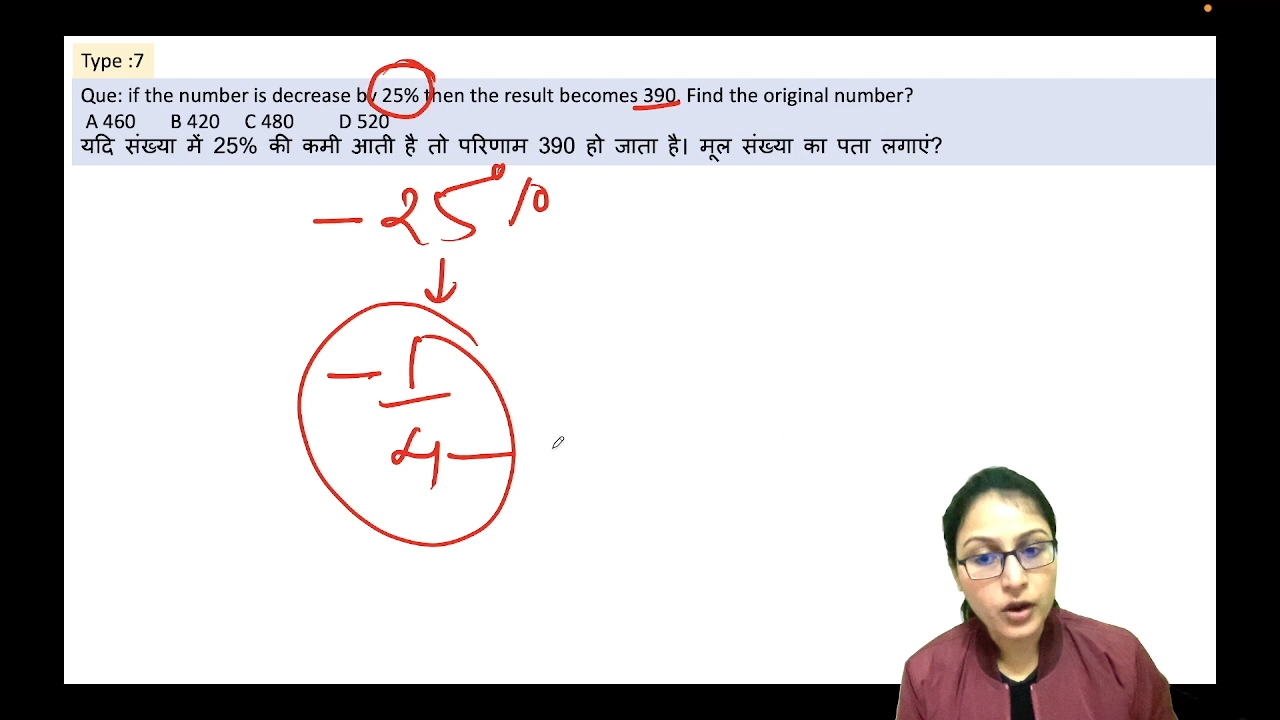 Type :7
Que: if the number is decrease by 25% then the result becomes 390. Find the original number?
A 460 B 420 C 480 D 520
यदि संख्या में 25% की कमी आती है तो परिणाम 390 हो जाता है। मूल संख्या का पता लगाएं?
- 25%
- 1
4